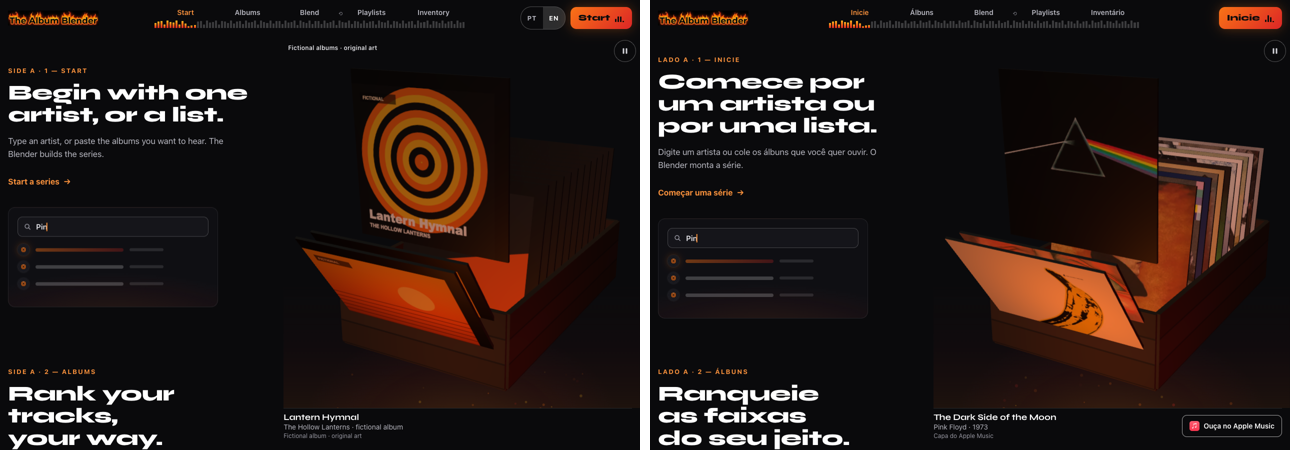 The Album Blender
Start
Albums
Blend
Playlists
Inventory
PT
EN
Start
Fictional albums · original art
SIDE A · 1 — START
Begin with one
artist, or a list.
Type an artist, or paste the albums you want to hear. The
Blender builds the series.
Start a series →
Pin
FICTIONAL
Lantern Hymnal
THE HOLLOW LANTERNS
SIDE A · 2 — ALBUMS
Rank your
tracks,
your way.
Lantern Hymnal
The Hollow Lanterns · fictional album
Fictional album · original art
The Album Blender
Inicie
Álbuns
Blend
Playlists
Inventário
Inicie
LADO A · 1 — INICIE
Comece por
um artista ou
por uma lista.
Digite um artista ou cole os álbuns que você quer ouvir. O
Blender monta a série.
Começar uma série →
Pin
LADO A · 2 — ÁLBUNS
Ranqueie
as faixas
do seu jeito.
The Dark Side of the Moon
Pink Floyd · 1973
Capa do Apple Music
Ouça no Apple Music